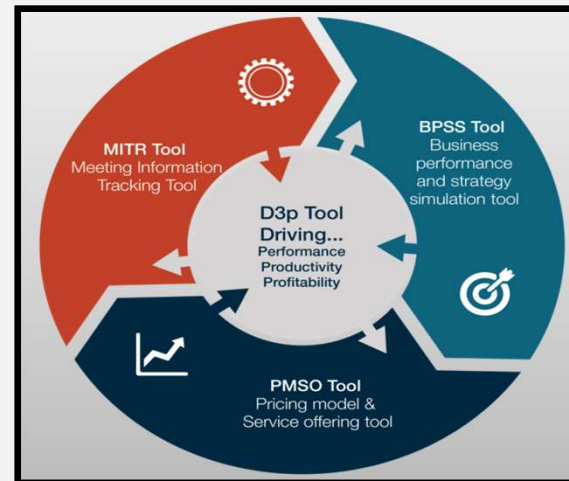 MITR Tool
Meeting Information
Tracking Tool
BPSS Tool
Business
performance
and strategy
simulation tool
D3p Tool
Driving...
Performance
Productivity
Profitability
PMSO Tool
Pricing model &
Service offering tool